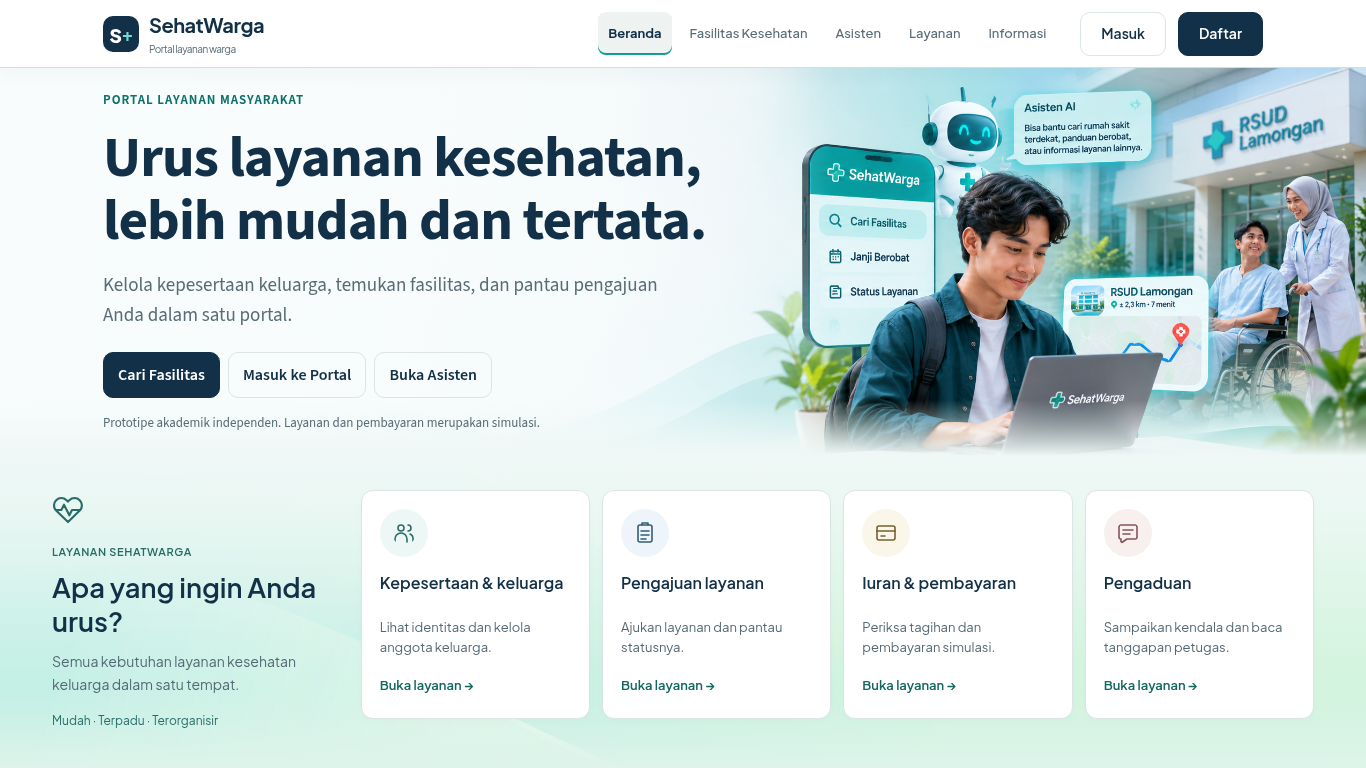 S+
SehatWarga
Portal layanan warga
Beranda
Fasilitas Kesehatan
Asisten
Layanan
Informasi
Masuk
Daftar
PORTAL LAYANAN MASYARAKAT
Urus layanan kesehatan,
lebih mudah dan tertata.
Kelola kepesertaan keluarga, temukan fasilitas, dan pantau pengajuan
Anda dalam satu portal.
Cari Fasilitas
Masuk ke Portal
Buka Asisten
Prototipe akademik independen. Layanan dan pembayaran merupakan simulasi.
Asisten AI
Bisa bantu cari rumah sakit
terdekat, panduan berobat,
atau informasi layanan lainnya.
RSUD
Lamongan
SehatWarga
Cari Fasilitas
Janji Berobat
Status Layanan
RSUD Lamongan
± 2,3 km • 7 menit
SehatWarga
LAYANAN SEHATWARGA
Apa yang ingin Anda
urus?
Semua kebutuhan layanan kesehatan
keluarga dalam satu tempat.
Mudah · Terpadu · Terorganisir
Kepesertaan & keluarga
Lihat identitas dan kelola
anggota keluarga.
Buka layanan →
Pengajuan layanan
Ajukan layanan dan pantau
statusnya.
Buka layanan →
Iuran & pembayaran
Periksa tagihan dan
pembayaran simulasi.
Buka layanan →
Pengaduan
Sampaikan kendala dan baca
tanggapan petugas.
Buka layanan →